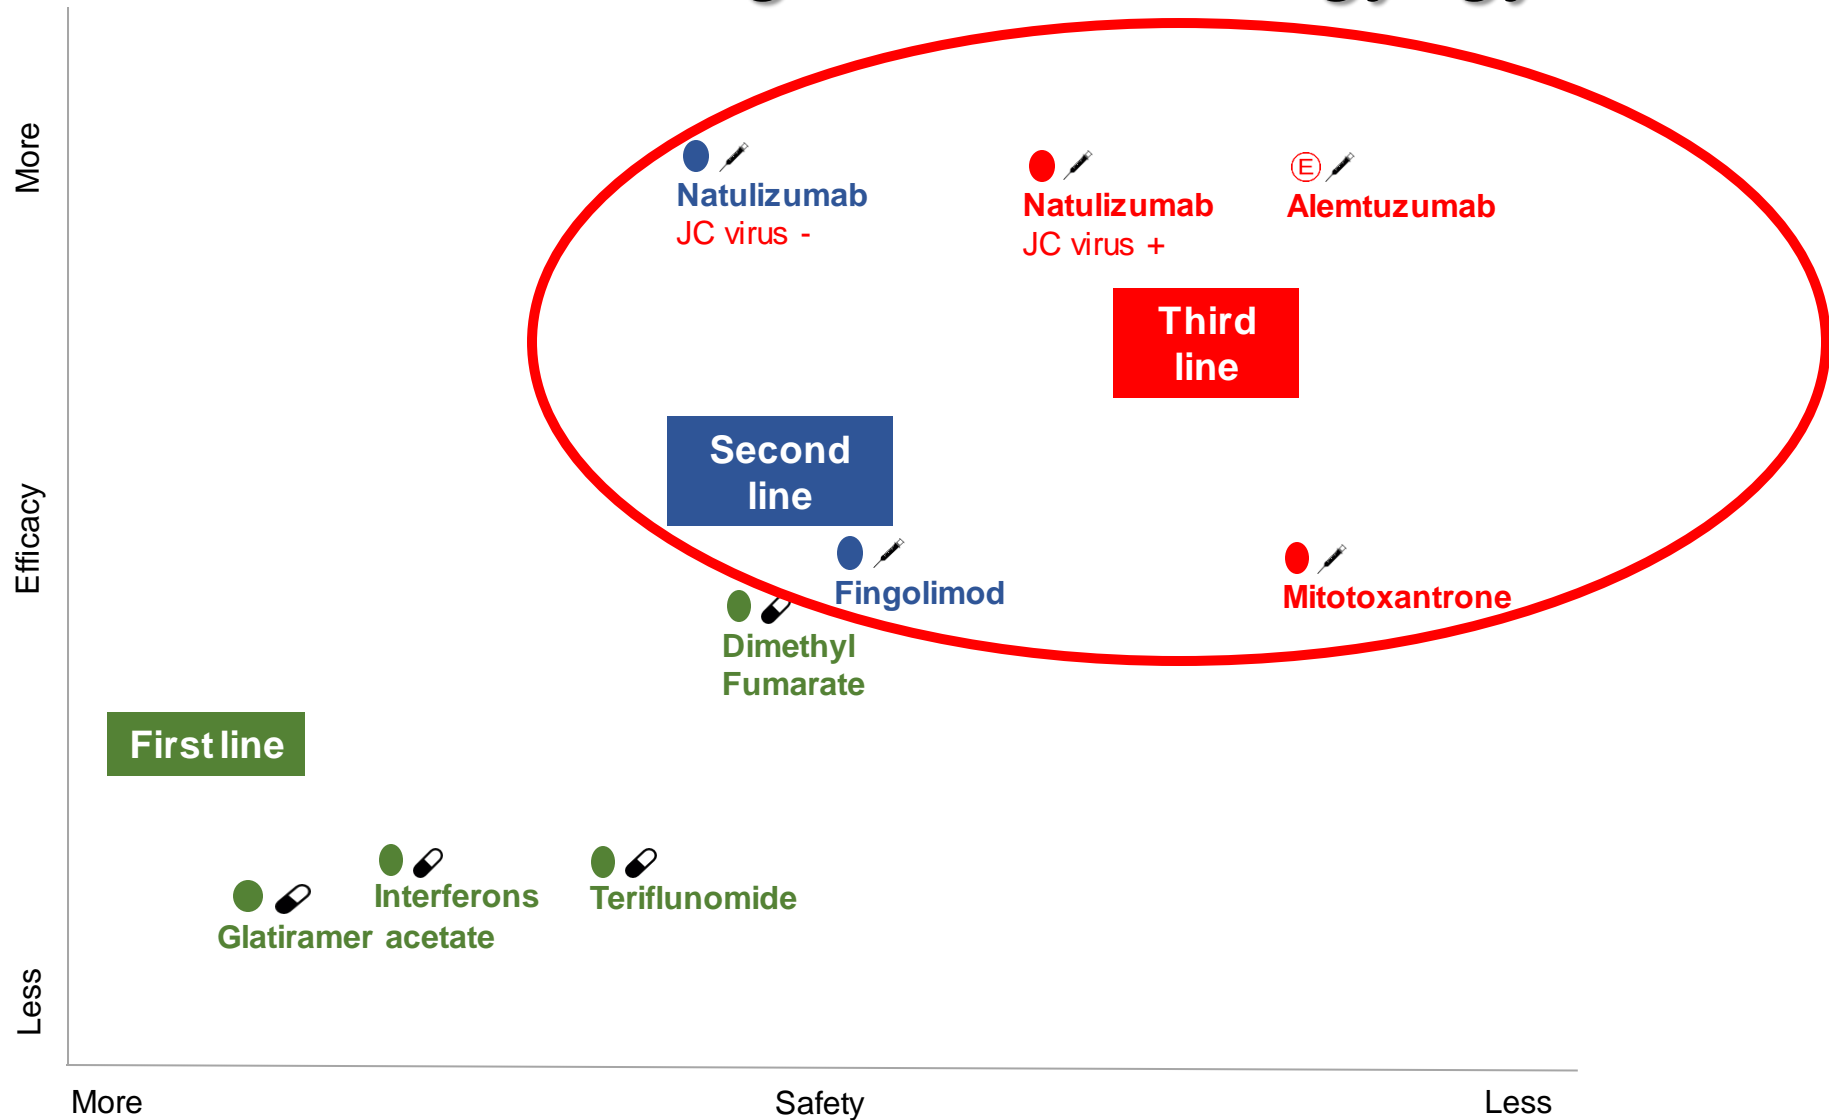 More
Natulizumab
JC virus -
Natulizumab
JC virus +
E
Alemtuzumab
Third
line
Second
line
Efficacy
Fingolimod
Mitotoxantrone
Dimethyl
Fumarate
First line
Interferons
Teriflunomide
Glatiramer acetate
Less
More
Safety
Less